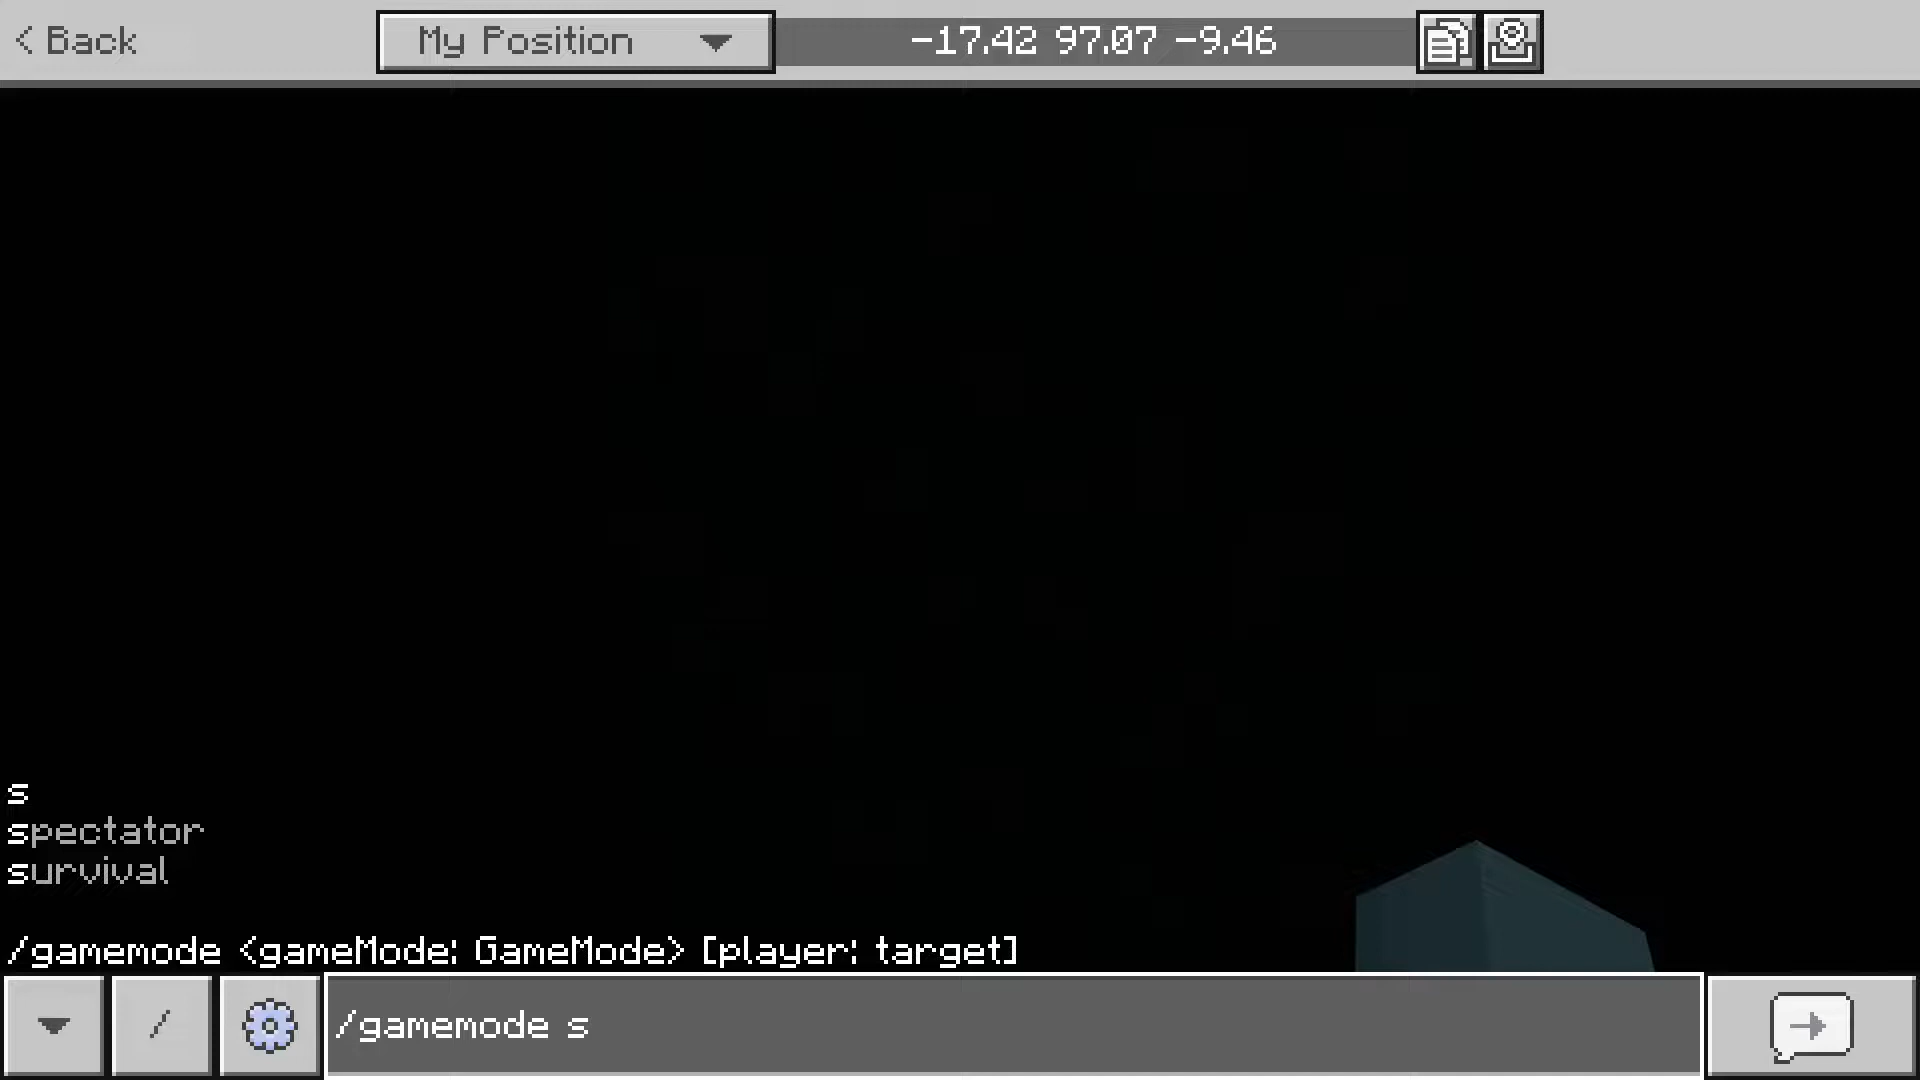 < Back
My Position
-17.42 97.07 -9.46
s
spectator
survival
/gamemode <gameMode: GameMode> [player: target]
/
/gamemode s